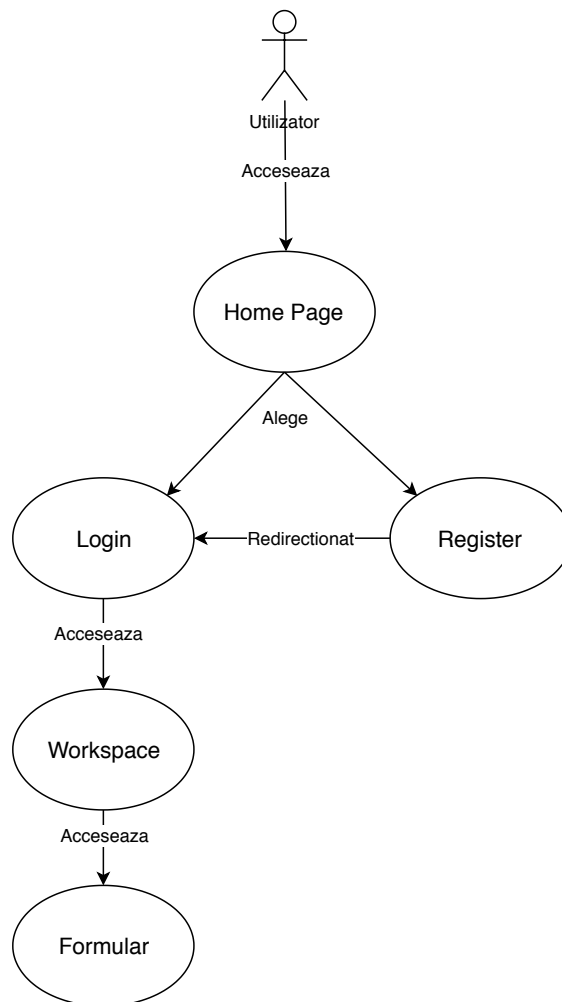 Utilizator
Acceseaza
Home Page
Alege
Login
Redirectionat
Register
Acceseaza
Workspace
Acceseaza
Formular